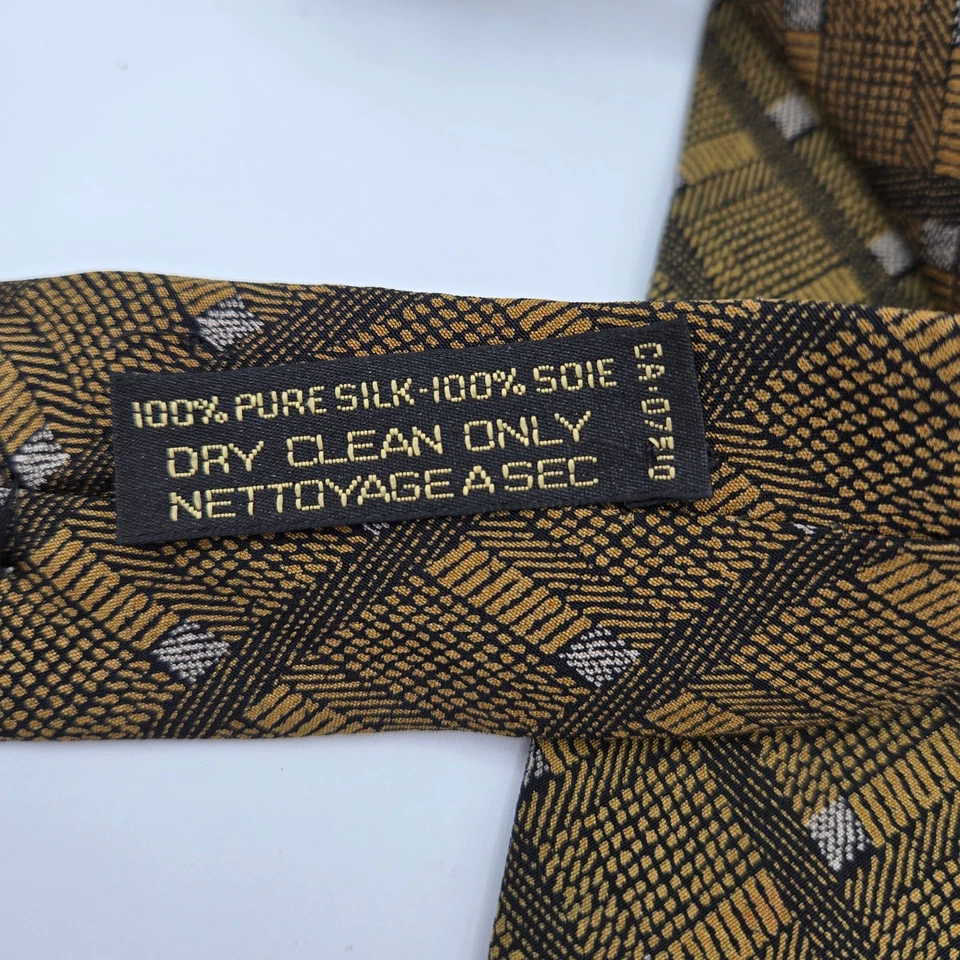 100% PURE SILK-100% SOIE
DRY CLEAN ONLY
NETTOYAGE A SEC
CA-07510